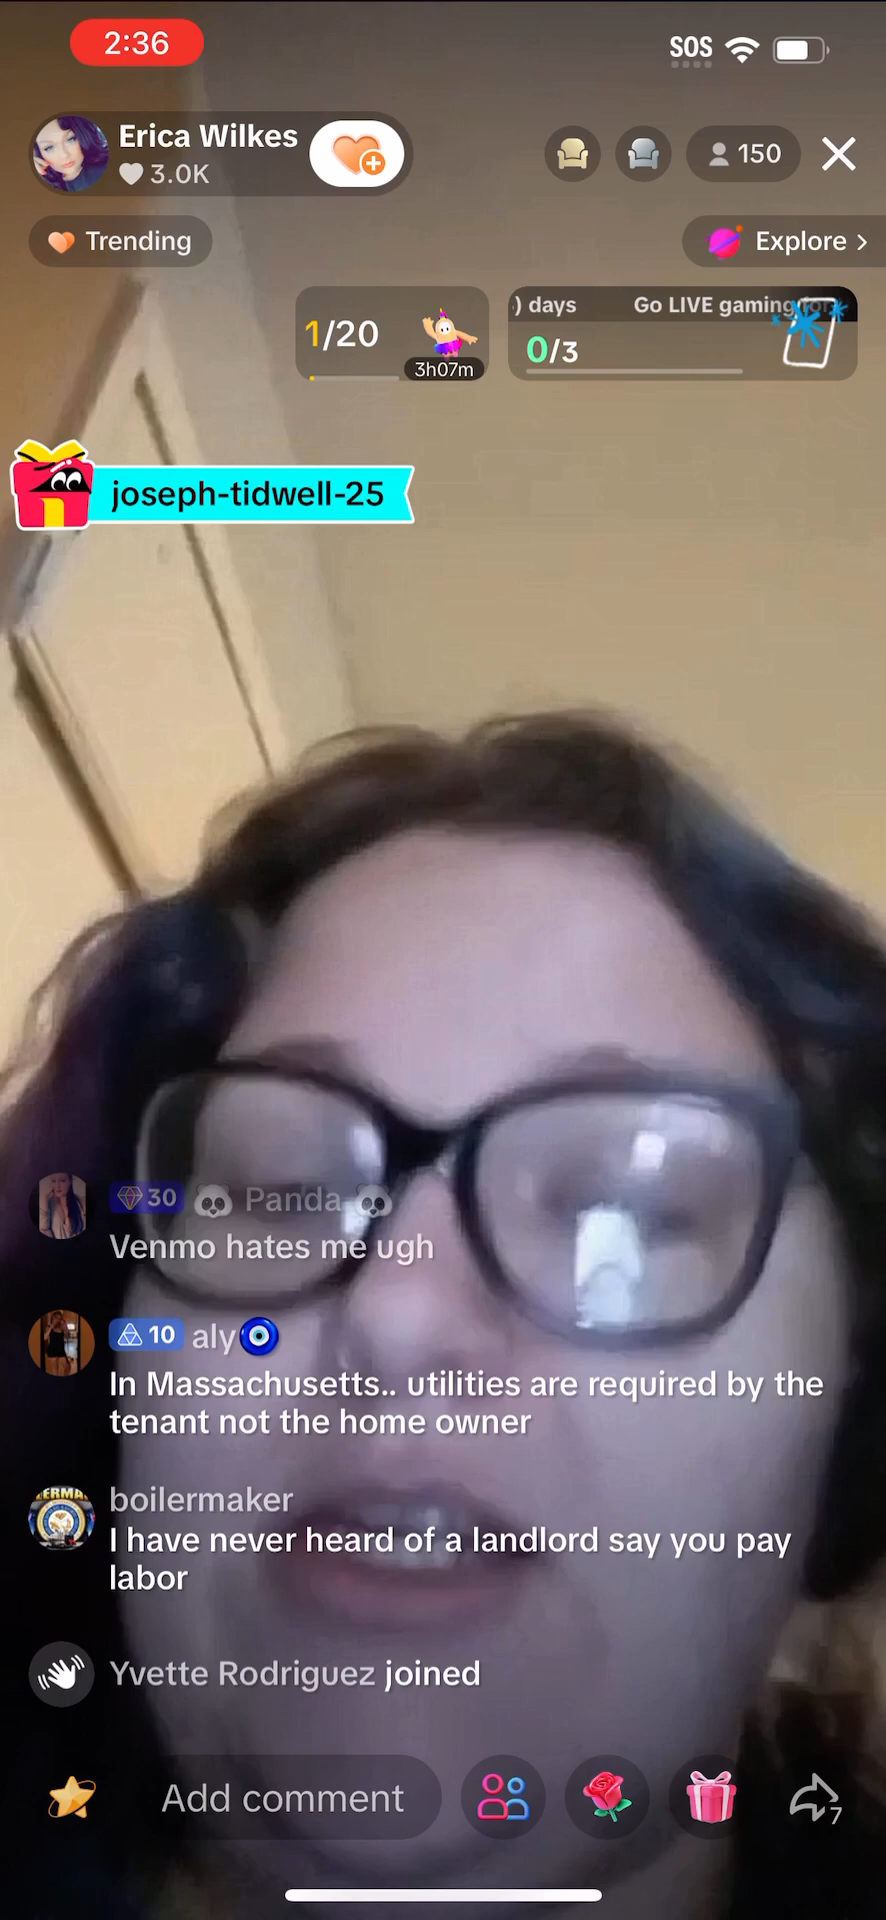 2:36
SOS
Erica Wilkes
3.0K
150
Trending
Explore >
1/20
3h07m
) days Go LIVE gaming
0/3
joseph-tidwell-25
30 🐼 Panda 🐼
Venmo hates me ugh
10 aly🧿
In Massachusetts.. utilities are required by the
tenant not the home owner
boilermaker
I have never heard of a landlord say you pay
labor
Yvette Rodriguez joined
Add comment
7